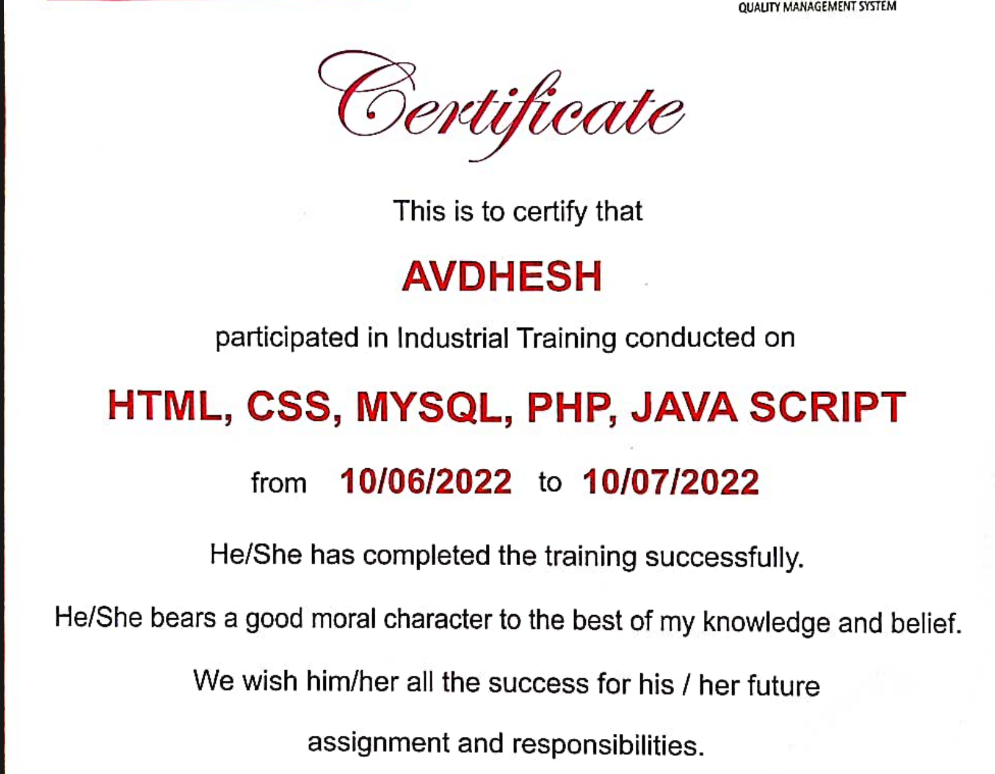 QUALITY MANAGEMENT SYSTEM
Certificate
This is to certify that
AVDHESH
participated in Industrial Training conducted on
HTML, CSS, MYSQL, PHP, JAVA SCRIPT
from 10/06/2022 to 10/07/2022
He/She has completed the training successfully.
He/She bears a good moral character to the best of my knowledge and belief.
We wish him/her all the success for his / her future
assignment and responsibilities.